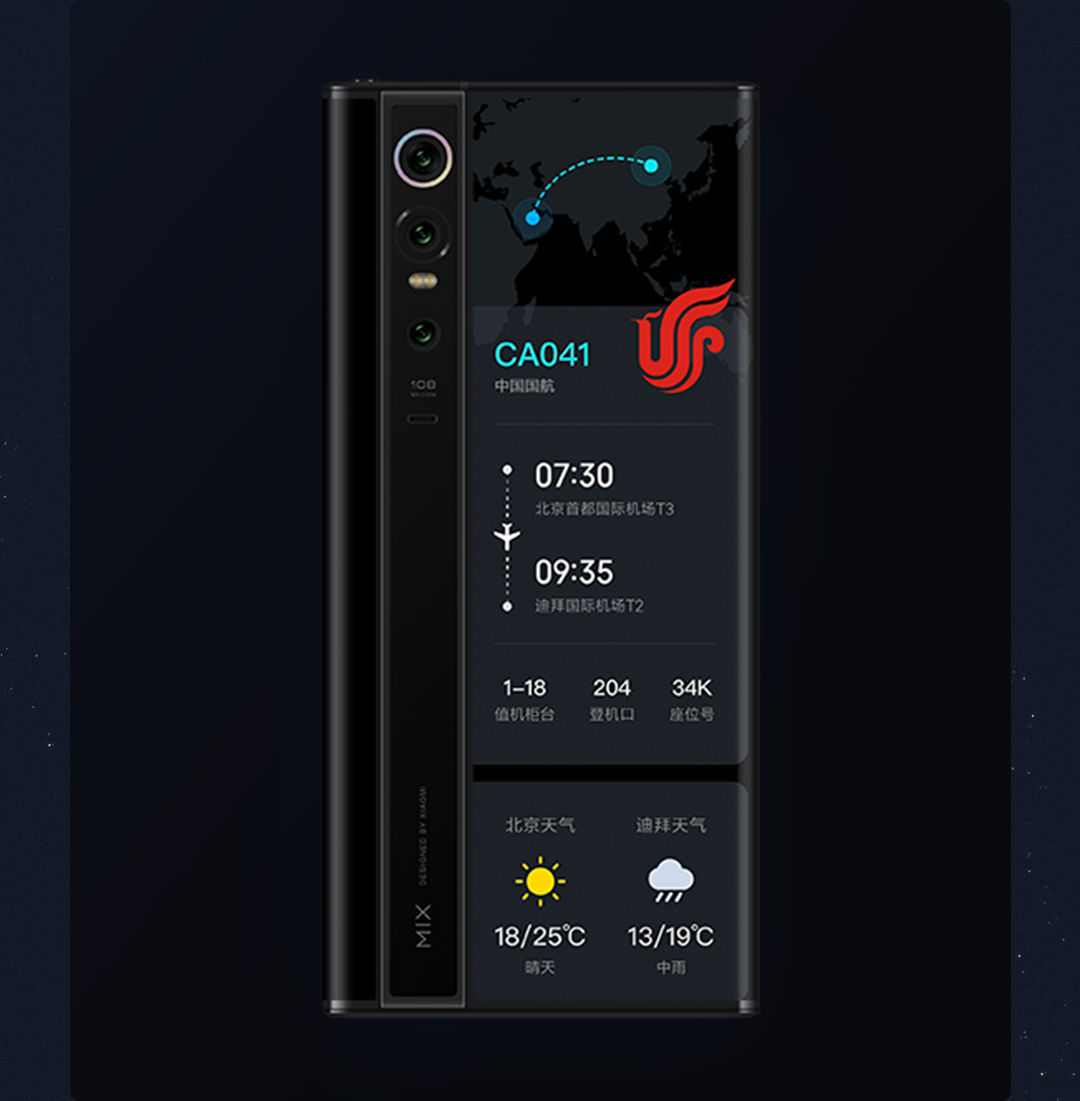 108
MILLION
DESIGNED BY XIAOMI
MIX
CA041
中国国航
07:30
北京首都国际机场T3
09:35
迪拜国际机场T2
1–18 204 34K
值机柜台 登机口 座位号
北京天气 迪拜天气
18/25℃ 13/19℃
晴天 中雨